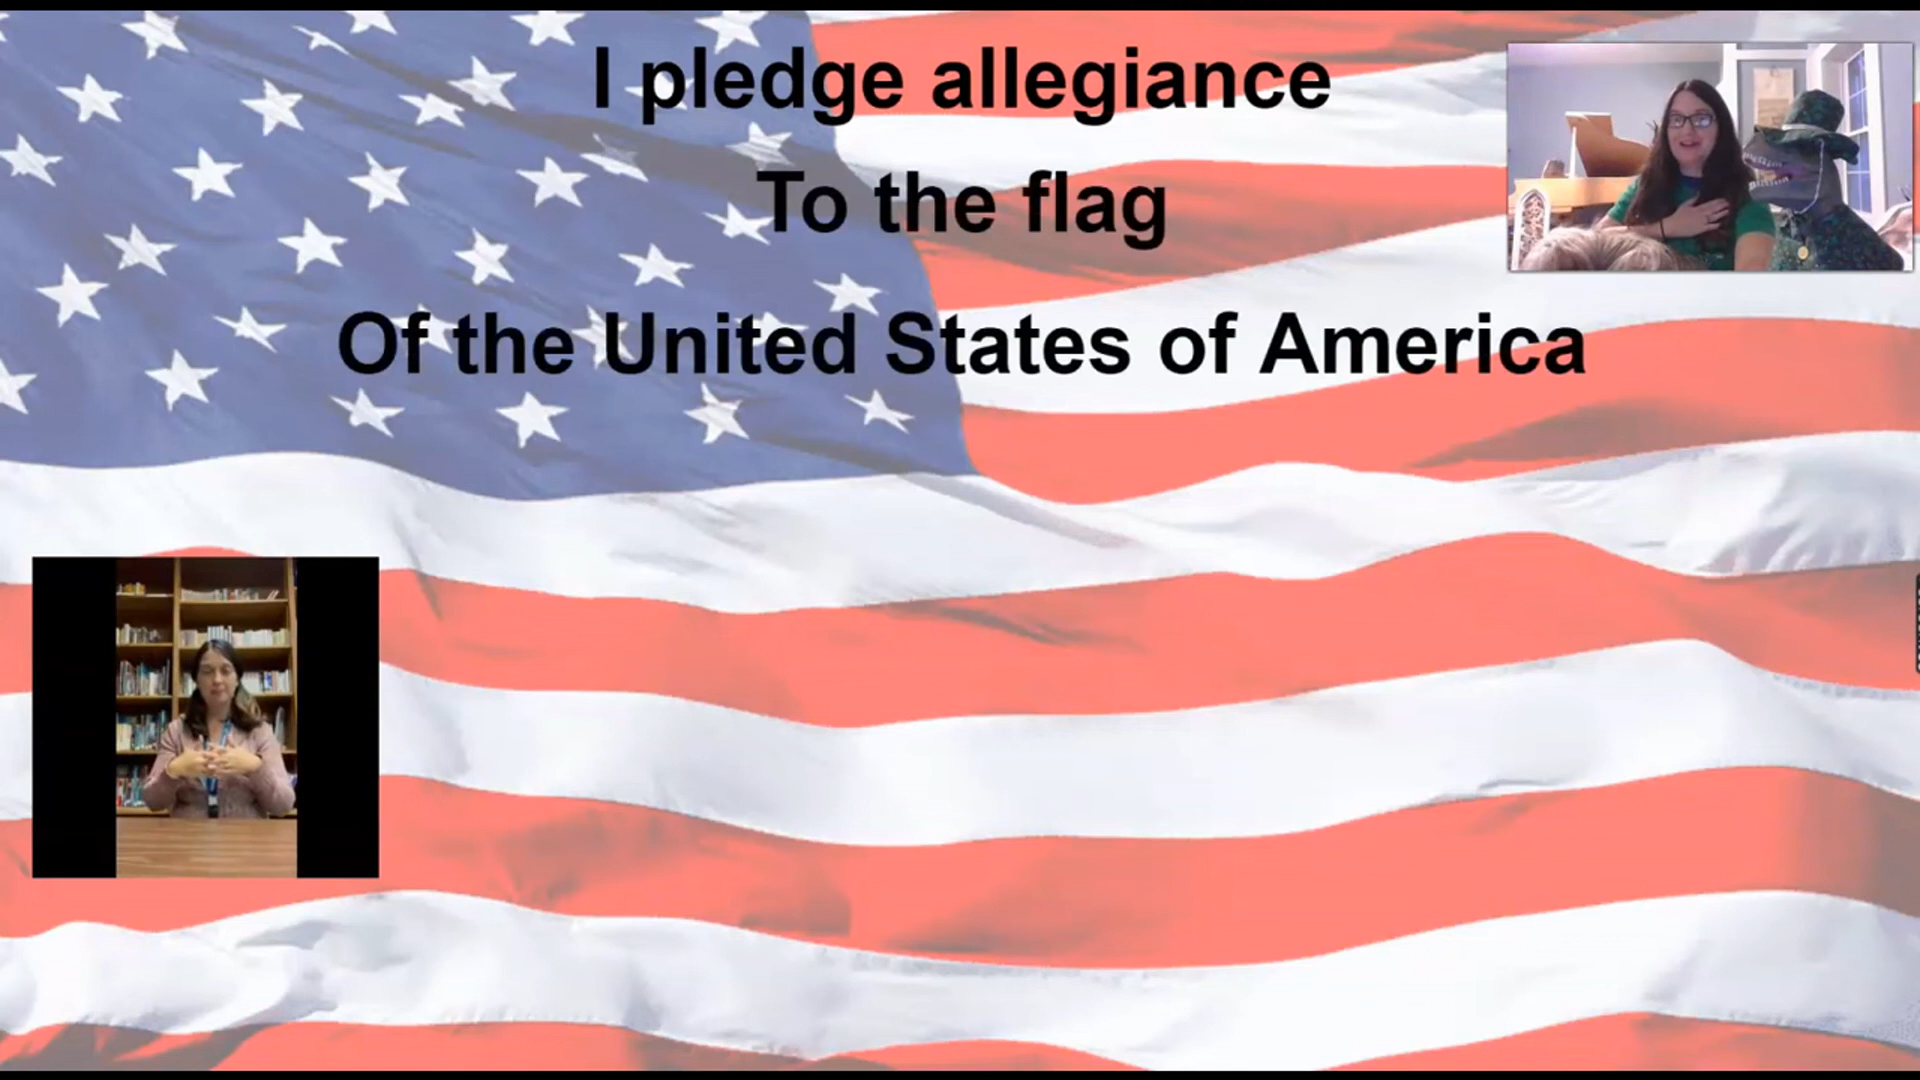 I pledge allegiance
To the flag
Of the United States of America